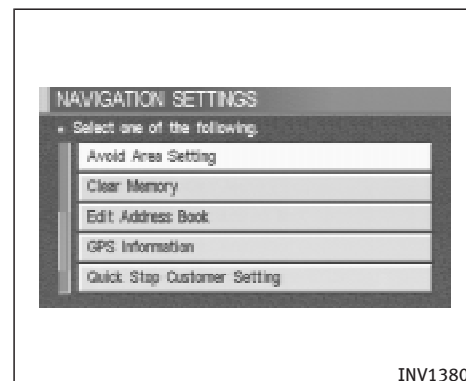 NAVIGATION SETTINGS
Select one of the following.
Avoid Area Setting
Clear Memory
Edit Address Book
GPS Information
Quick Stop Customer Setting
INV1380